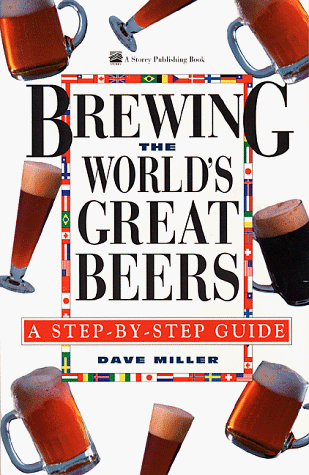 A Storey Publishing Book
BREWING
THE
WORLD'S
GREAT
BEERS
A STEP-BY-STEP GUIDE
DAVE MILLER